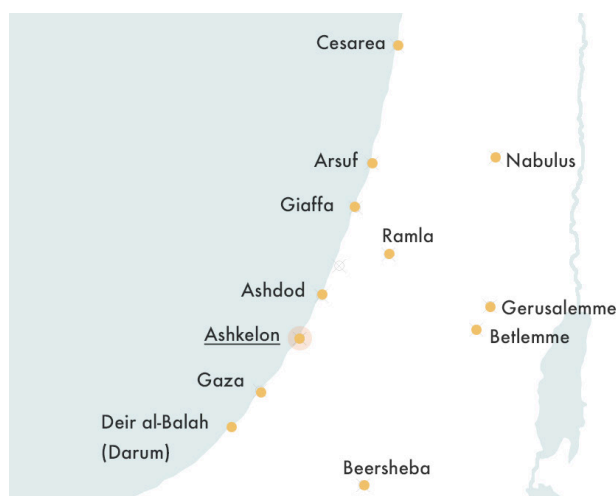 Cesarea
Arsuf
Nabulus
Giaffa
Ramla
Ashdod
Gerusalemme
Ashkelon
Betlemme
Gaza
Deir al-Balah
(Darum)
Beersheba